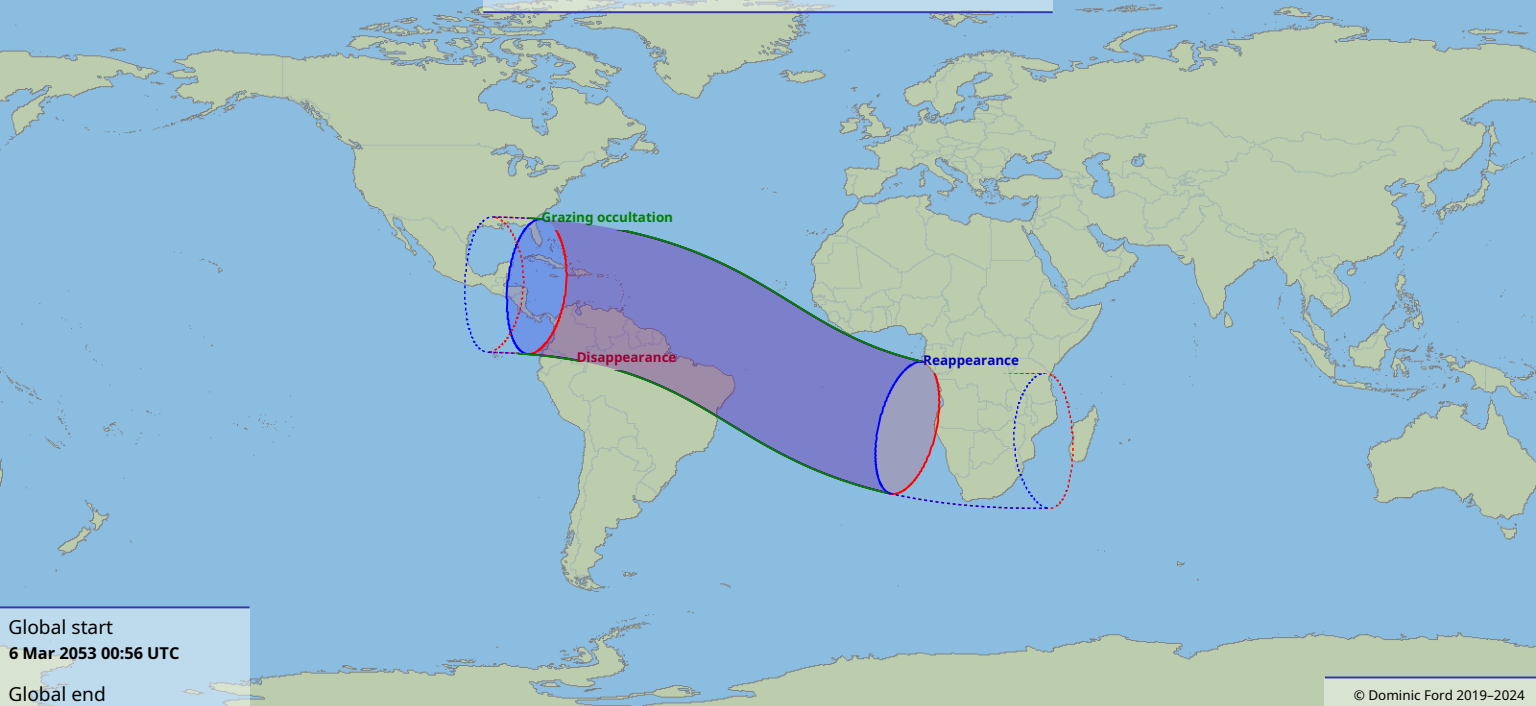 Grazing occultation
Disappearance
Reappearance
Global start
6 Mar 2053 00:56 UTC
Global end
© Dominic Ford 2019–2024